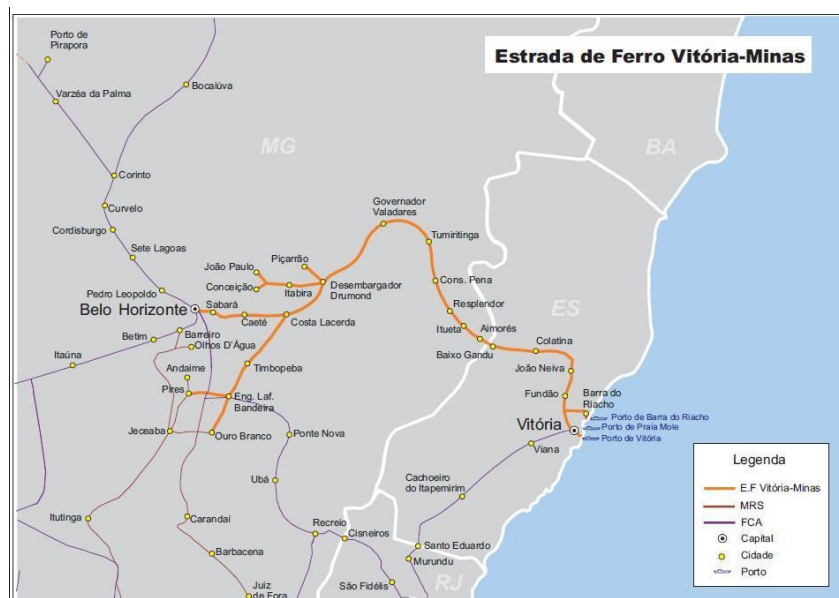 Estrada de Ferro Vitória-Minas
Porto de
Pirapora
Varzéa da Palma
Bocaiúva
MG
BA
Corinto
Curvelo
Cordisburgo
Sete Lagoas
Governador
Valadares
Tumiritinga
Piçarrão
João Paulo
Conceição
Itabira
Desembargador
Drumond
Cons. Pena
Pedro Leopoldo
Belo Horizonte
Sabará
Caeté
Costa Lacerda
Resplendor
Itueta
Aimorés
ES
Baixo Gandu
Colatina
João Neiva
Betim
Barreiro
Olhos D'Água
Itaúna
Andaime
Pires
Timbopeba
Eng. Laf.
Bandeira
Fundão
Barra do
Riacho
Porto de Barra do Riacho
Vitória
Porto de Praia Mole
Porto de Vitória
Jeceaba
Ouro Branco
Ponte Nova
Viana
Ubá
Cachoeiro
do Itapemirim
Itutinga
Carandaí
Recreio
Cisneiros
Barbacena
Santo Eduardo
Murundu
São Fidélis
RJ
Juiz
de Fora
Legenda
E.F Vitória-Minas
MRS
FCA
Capital
Cidade
Porto